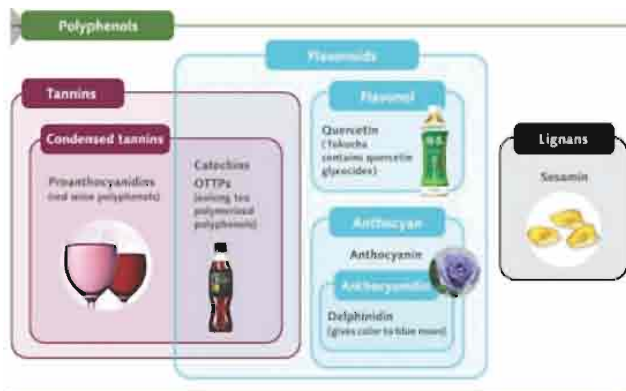 Polyphenols
Flavonoids
Tannins
Condensed tannins
Proanthocyanidins
(red wine polyphenols)
Catechins
OTTPs
(oolong tea
polymerized
polyphenols)
Flavonol
Quercetin
(Tokucha
contains quercetin
glycocides)
Anthocyan
Anthocyanin
Anthocyanidin
Delphinidin
(gives color to blue roses)
Lignans
Sesamin